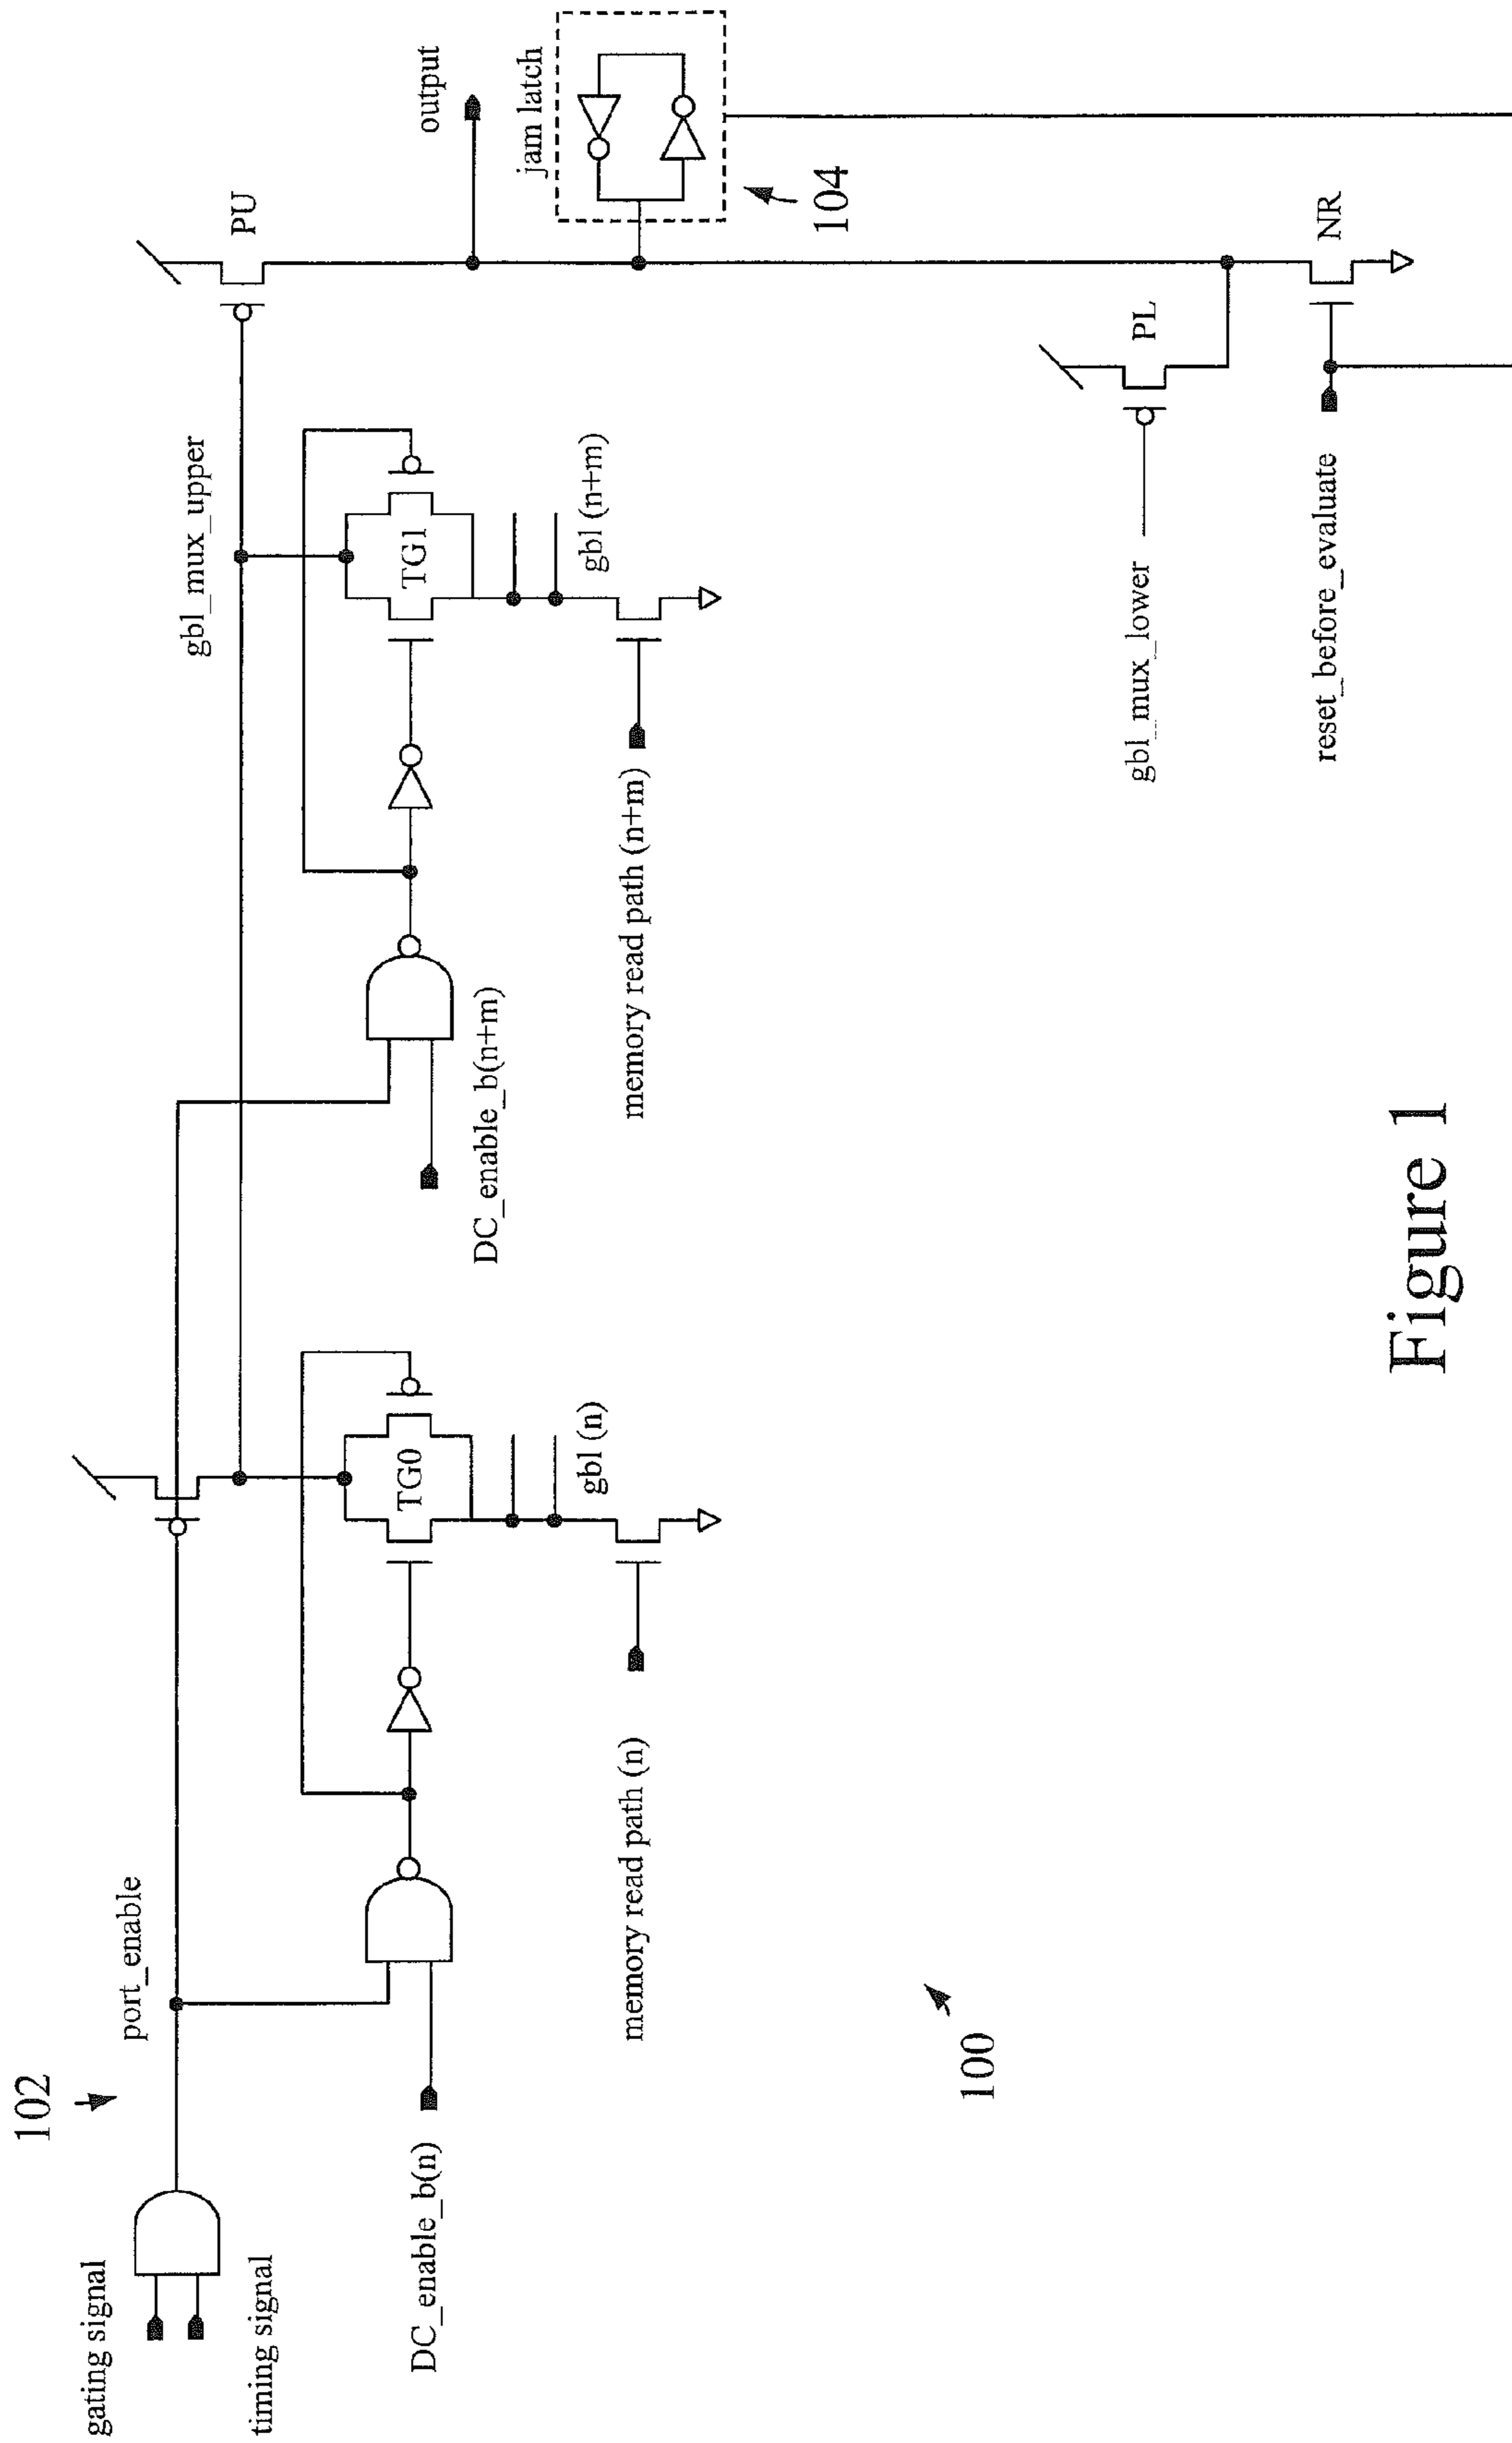 102
gating signal
timing signal
port_enable
DC_enable_b(n)
memory read path (n)
TG0
gbl (n)
DC_enable_b(n+m)
memory read path (n+m)
gbl_mux_upper
TG1
gbl (n+m)
PU
output
jam latch
104
gbl_mux_lower
PL
reset_before_evaluate
NR
100
Figure 1